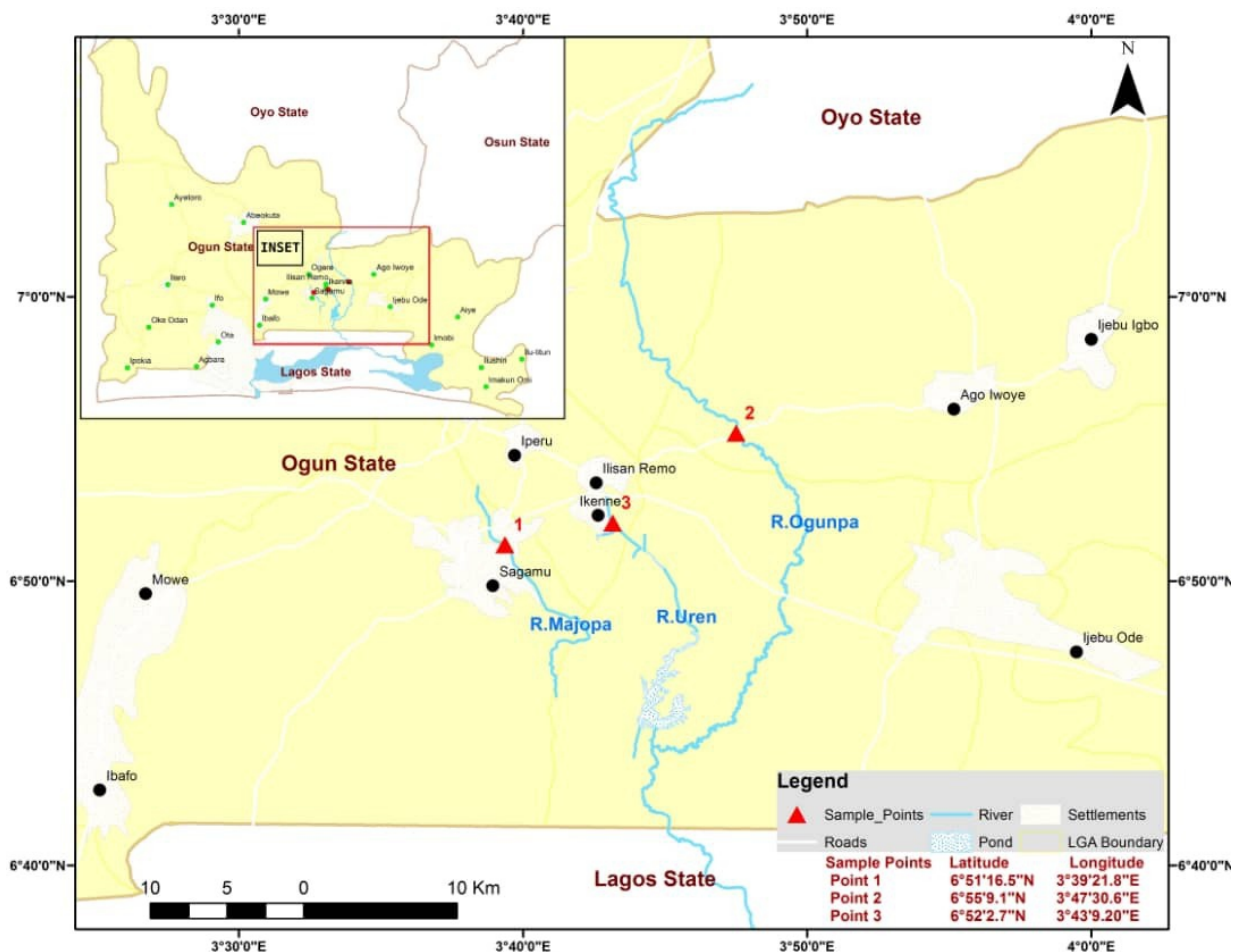 3°30'0"E 3°40'0"E 3°50'0"E 4°0'0"E
N
Oyo State
Osun State
Ayetoro
Abeokuta
Ogun State
INSET
Ogere
Ago Iwoye
Ilisan Remo
Ikenne
Sagamu
Ilaro
Mowe
Ifo
Ijebu Ode
Aiye
Oke Odan
Ibafo
Ota
Imobi
Ipokia
Agbara
Lagos State
Ilushin
Ilu-titun
Imakun Omi
Oyo State
7°0'0"N 7°0'0"N
Ijebu Igbo
Ago Iwoye
2
Iperu
Ogun State
Ilisan Remo
Ikenne
3
1
R.Ogunpa
Sagamu
6°50'0"N 6°50'0"N
Mowe
R.Majopa
R.Uren
Ijebu Ode
Ibafo
Legend
Sample_Points River Settlements
Roads Pond LGA Boundary
Sample Points Latitude Longitude
Point 1 6°51'16.5"N 3°39'21.8"E
Point 2 6°55'9.1"N 3°47'30.6"E
Point 3 6°52'2.7"N 3°43'9.20"E
6°40'0"N 6°40'0"N
Lagos State
10 5 0 10 Km
3°30'0"E 3°40'0"E 3°50'0"E 4°0'0"E